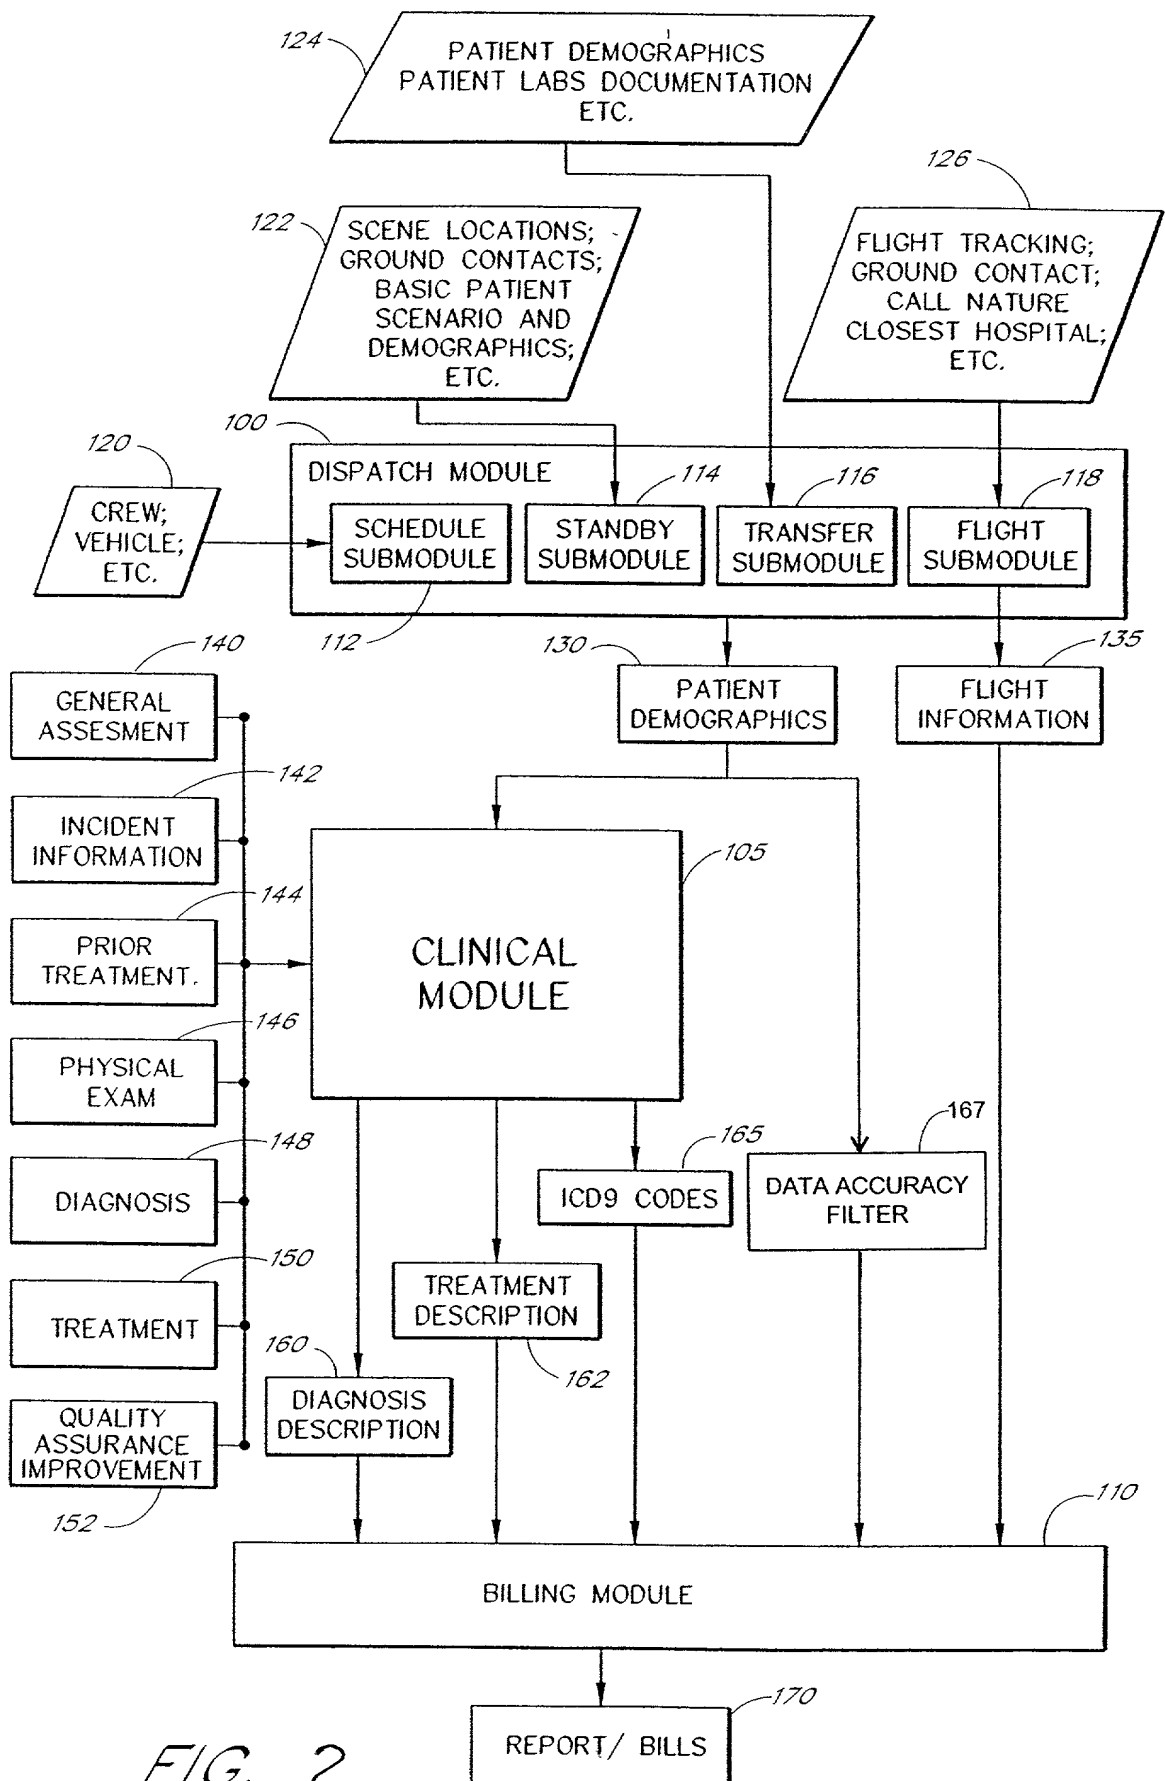 124
PATIENT DEMOGRAPHICS
PATIENT LABS DOCUMENTATION
ETC.
122
SCENE LOCATIONS;
GROUND CONTACTS;
BASIC PATIENT
SCENARIO AND
DEMOGRAPHICS;
ETC.
126
FLIGHT TRACKING;
GROUND CONTACT;
CALL NATURE
CLOSEST HOSPITAL;
ETC.
120
CREW;
VEHICLE;
ETC.
100
DISPATCH MODULE
114
116
118
SCHEDULE
SUBMODULE
STANDBY
SUBMODULE
TRANSFER
SUBMODULE
FLIGHT
SUBMODULE
112
130
PATIENT
DEMOGRAPHICS
135
FLIGHT
INFORMATION
140
GENERAL
ASSESMENT
142
INCIDENT
INFORMATION
144
PRIOR
TREATMENT.
146
PHYSICAL
EXAM
148
DIAGNOSIS
150
TREATMENT
QUALITY
ASSURANCE
IMPROVEMENT
152
105
CLINICAL
MODULE
165
ICD9 CODES
167
DATA ACCURACY
FILTER
TREATMENT
DESCRIPTION
162
160
DIAGNOSIS
DESCRIPTION
110
BILLING MODULE
170
REPORT/ BILLS
FIG. 2